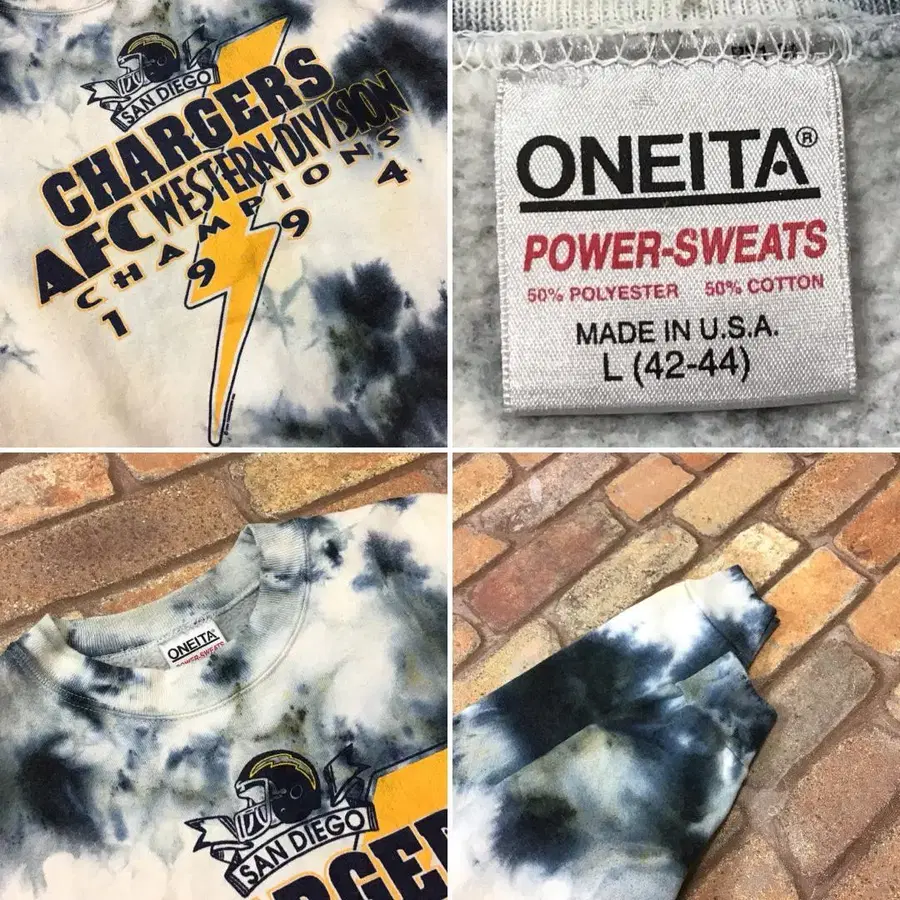 SAN DIEGO
CHARGERS
AFC WESTERN DIVISION
CHAMPIONS
1994
ONEITA®
POWER-SWEATS
50% POLYESTER 50% COTTON
MADE IN U.S.A.
L (42-44)
ONEITA
POWER-SWEATS
SAN DIEGO